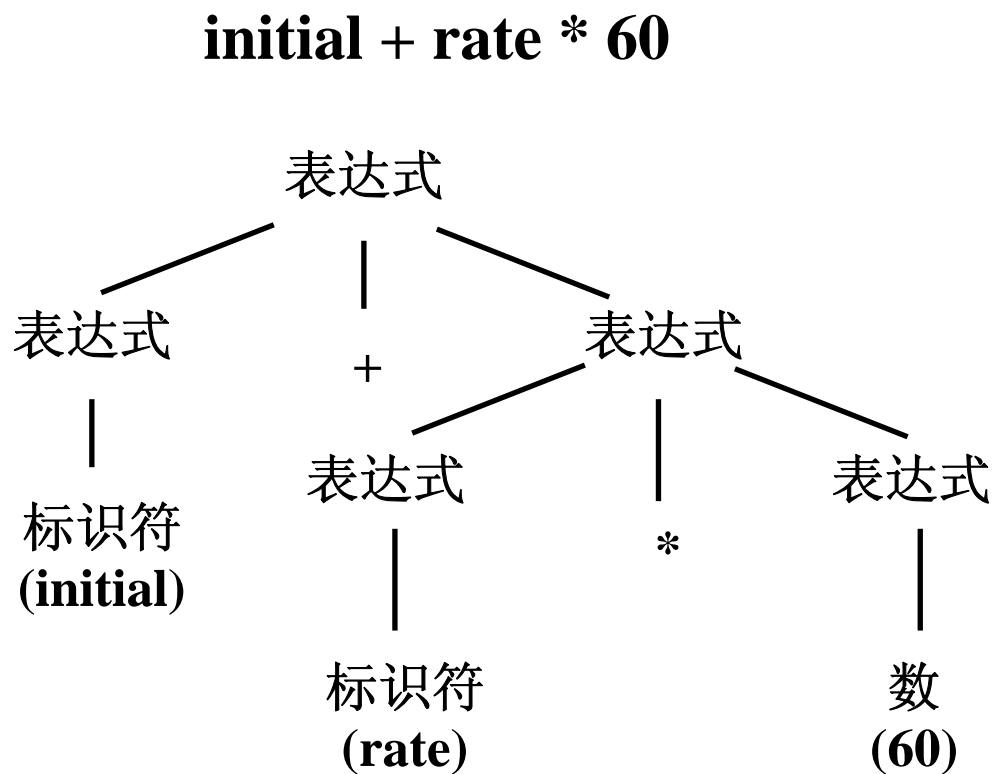 initial + rate * 60
表达式
表达式
+
表达式
表达式
*
表达式
标识符
(initial)
标识符
(rate)
数
(60)